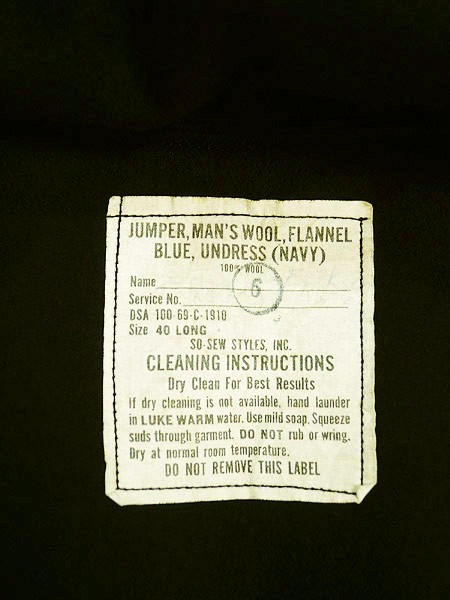 JUMPER, MAN'S WOOL, FLANNEL
BLUE, UNDRESS (NAVY)
100% WOOL
Name
Service No.
6
DSA 100-69-C-1910
Size 40 LONG
SO-SEW STYLES, INC.
CLEANING INSTRUCTIONS
Dry Clean For Best Results
If dry cleaning is not available, hand launder
in LUKE WARM water. Use mild soap. Squeeze
suds through garment. DO NOT rub or wring.
Dry at normal room temperature.
DO NOT REMOVE THIS LABEL